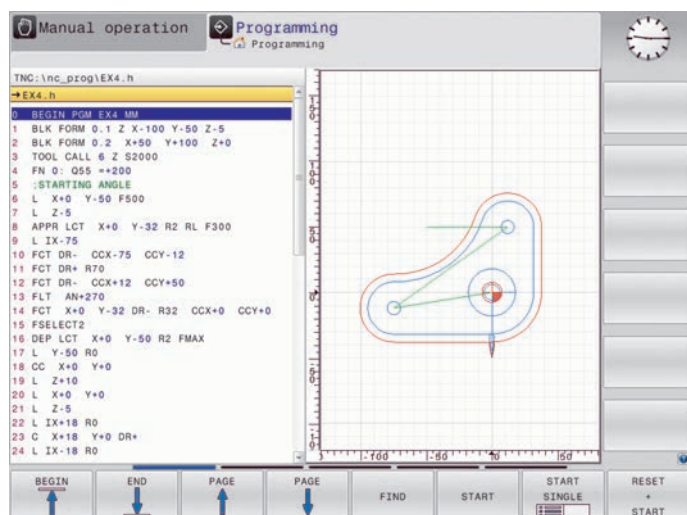 Manual operation
Programming
Programming
TNC:\nc_prog\EX4.h
→EX4.h
0 BEGIN PGM EX4 MM
1 BLK FORM 0.1 Z X-100 Y-50 Z-5
2 BLK FORM 0.2 X+50 Y+100 Z+0
3 TOOL CALL 6 Z S2000
4 FN 0: Q55 =+200
5 ;STARTING ANGLE
6 L X+0 Y-50 F500
7 L Z-5
8 APPR LCT X+0 Y-32 R2 RL F300
9 L IX-75
10 FCT DR- CCX-75 CCY-12
11 FCT DR+ R70
12 FCT DR- CCX+12 CCY+50
13 FLT AN+270
14 FCT X+0 Y-32 DR- R32 CCX+0 CCY+0
15 FSELECT2
16 DEP LCT X+0 Y-50 R2 FMAX
17 L Y-50 R0
18 CC X+0 Y+0
19 L Z+10
20 L X+0 Y+0
21 L Z-5
22 L IX+18 R0
23 C X+18 Y+0 DR+
24 L IX-18 R0
150
100
50
0
-50
-10
-100
-50
0
50
BEGIN
END
PAGE
PAGE
FIND
START
START
SINGLE
RESET
+
START